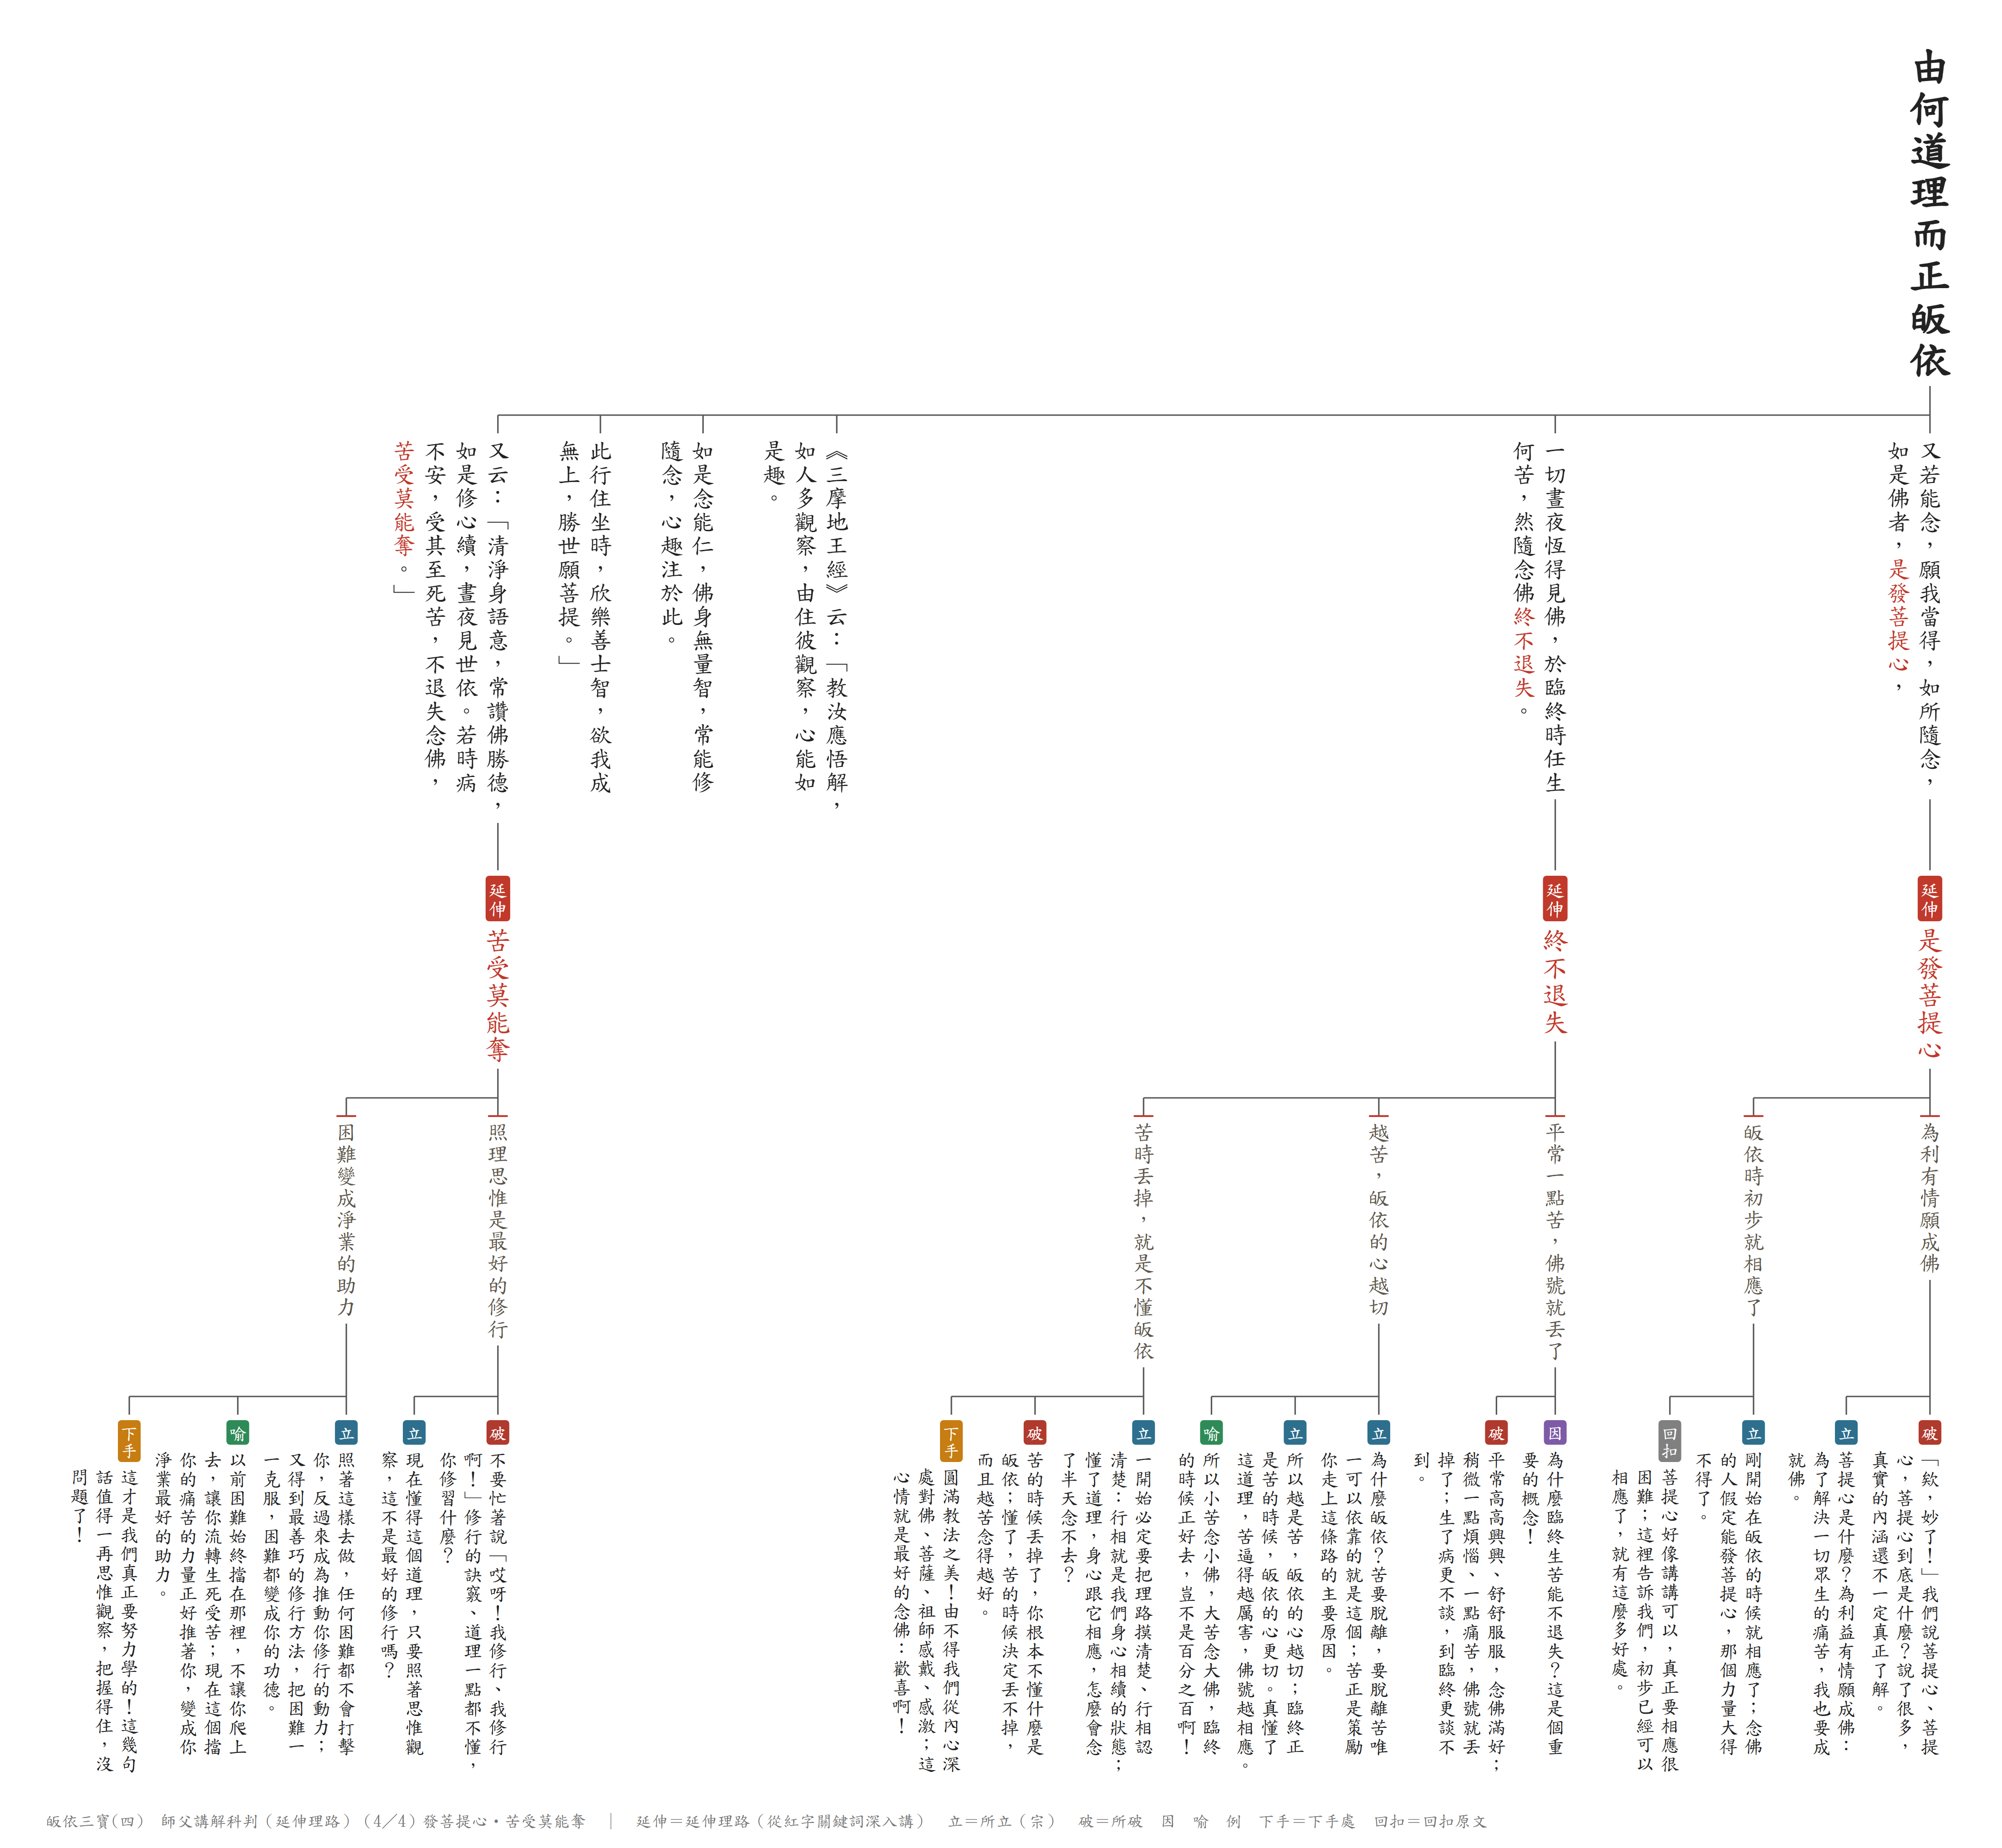 由何道理而正皈依
又若能念，願我當得，如所隨念，
如是佛者，是發菩提心，
一切晝夜恆得見佛，於臨終時任生
何苦，然隨念佛終不退失。
《三摩地王經》云：「教汝應悟解，
如人多觀察，由住彼觀察，心能如
是趣。
如是念能仁，佛身無量智，常能修
隨念，心趣注於此。
此行住坐時，欣樂善士智，欲我成
無上，勝世願菩提。」
又云：「清淨身語意，常讚佛勝德，
如是修心續，晝夜見世依。若時病
不安，受其至死苦，不退失念佛，
苦受莫能奪。」
延伸
是發菩提心
延伸
終不退失
延伸
苦受莫能奪
為利有情願成佛
皈依時初步就相應了
平常一點苦，佛號就丟了
越苦，皈依的心越切
苦時丟掉，就是不懂皈依
照理思惟是最好的修行
困難變成淨業的助力
破
「欸，妙了！」我們說菩提心、菩提
心，菩提心到底是什麼？說了很多，
真實的內涵還不一定真正了解。
立
菩提心是什麼？為利益有情願成佛：
為了解決一切眾生的痛苦，我也要成
就佛。
立
剛開始在皈依的時候就相應了；念佛
的人假定能發菩提心，那個力量大得
不得了。
回扣
菩提心好像講講可以，真正要相應很
困難；這裡告訴我們，初步已經可以
相應了，就有這麼多好處。
因
為什麼臨終生苦能不退失？這是個重
要的概念！
破
平常高高興興、舒舒服服，念佛滿好；
稍微一點煩惱、一點痛苦，佛號就丟
掉了；生了病更不談，到臨終更談不
到。
立
為什麼皈依？苦要脫離，要脫離苦唯
一可以依靠的就是這個；苦正是策勵
你走上這條路的主要原因。
立
所以越是苦，皈依的心越切；臨終正
是苦的時候，皈依的心更切。真懂了
這道理，苦逼得越厲害，佛號越相應。
喻
所以小苦念小佛，大苦念大佛，臨終
的時候正好去，豈不是百分之百啊！
立
一開始必定要把理路摸清楚、行相認
清楚：行相就是我們身心相續的狀態；
懂了道理，身心跟它相應，怎麼會念
了半天念不去？
破
苦的時候丟掉了，你根本不懂什麼是
皈依；懂了，苦的時候決定丟不掉，
而且越苦念得越好。
下手
圓滿教法之美！由不得我們從內心深
處對佛、菩薩、祖師感戴、感激；這
心情就是最好的念佛：歡喜啊！
破
不要忙著說「哎呀！我修行、我修行
啊！」修行的訣竅、道理一點都不懂，
你修習什麼？
立
現在懂得這個道理，只要照著思惟觀
察，這不是最好的修行嗎？
立
照著這樣去做，任何困難都不會打擊
你，反過來成為推動你修行的動力；
又得到最善巧的修行方法，把困難一
一克服，困難都變成你的功德。
喻
以前困難始終擋在那裡，不讓你爬上
去，讓你流轉生死受苦；現在這個擋
你的痛苦的力量正好推著你，變成你
淨業最好的助力。
下手
這才是我們真正要努力學的！這幾句
話值得一再思惟觀察，把握得住，沒
問題了！
皈依三寶(四)　師父講解科判（延伸理路）（4／4）發菩提心・苦受莫能奪　｜　延伸＝延伸理路（從紅字關鍵詞深入講）　立＝所立（宗）　破＝所破　因　喻　例　下手＝下手處　回扣＝回扣原文